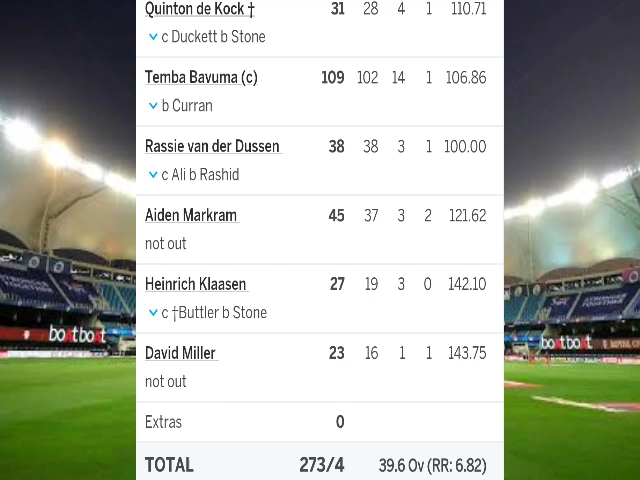 Quinton de Kock † 31 28 4 1 110.71
c Duckett b Stone
Temba Bavuma (c) 109 102 14 1 106.86
b Curran
Rassie van der Dussen 38 38 3 1 100.00
c Ali b Rashid
Aiden Markram 45 37 3 2 121.62
not out
Heinrich Klaasen 27 19 3 0 142.10
c †Buttler b Stone
David Miller 23 16 1 1 143.75
not out
Extras 0
TOTAL 273/4 39.6 Ov (RR: 6.82)